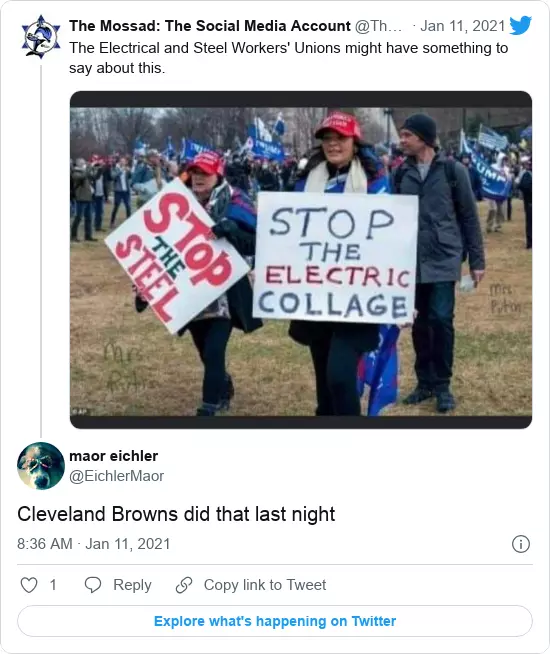 The Mossad: The Social Media Account @Th... · Jan 11, 2021
The Electrical and Steel Workers' Unions might have something to
say about this.
STOP
THE
STEEL
STOP
THE
ELECTRIC
COLLAGE
TRUMP
Mrs
Putin
Mrs
Putin
AP
maor eichler
@EichlerMaor
Cleveland Browns did that last night
8:36 AM · Jan 11, 2021
1 Reply Copy link to Tweet
Explore what's happening on Twitter